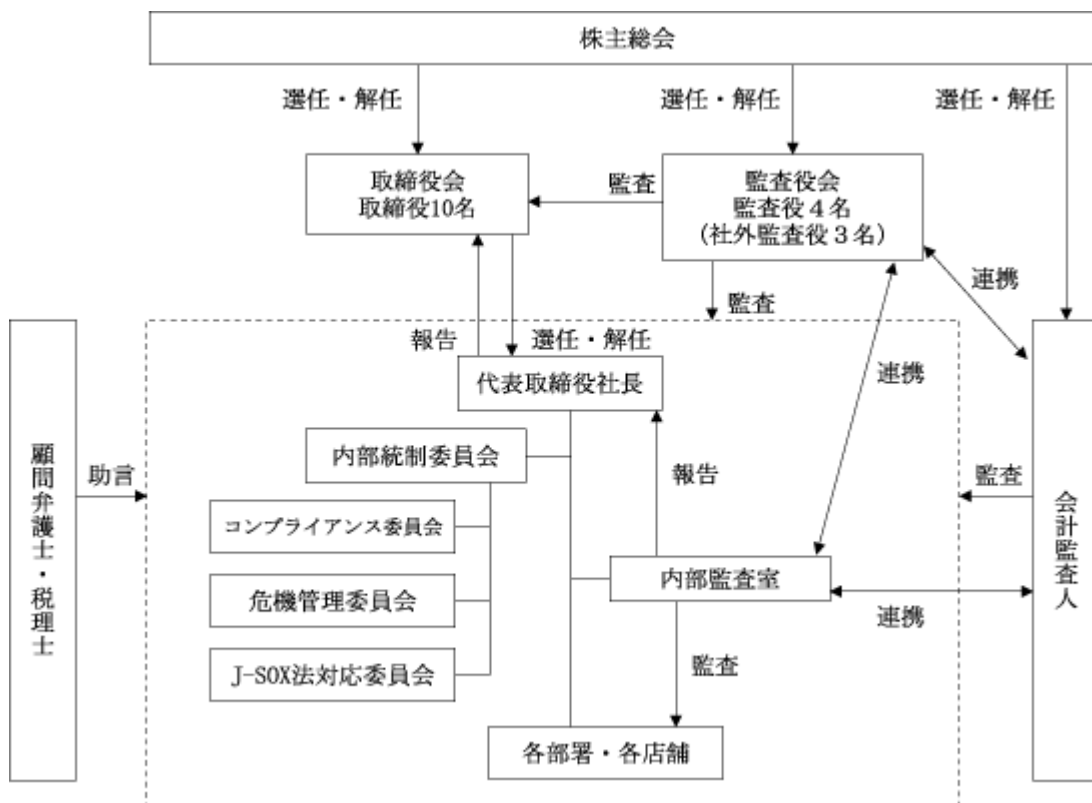 株主総会
選任・解任
選任・解任
選任・解任
取締役会
取締役10名
監査
監査役会
監査役４名
(社外監査役３名)
連携
監査
報告
選任・解任
代表取締役社長
連携
顧問弁護士・税理士
助言
内部統制委員会
報告
監査
会計監査人
コンプライアンス委員会
内部監査室
危機管理委員会
連携
J-SOX法対応委員会
監査
各部署・各店舗